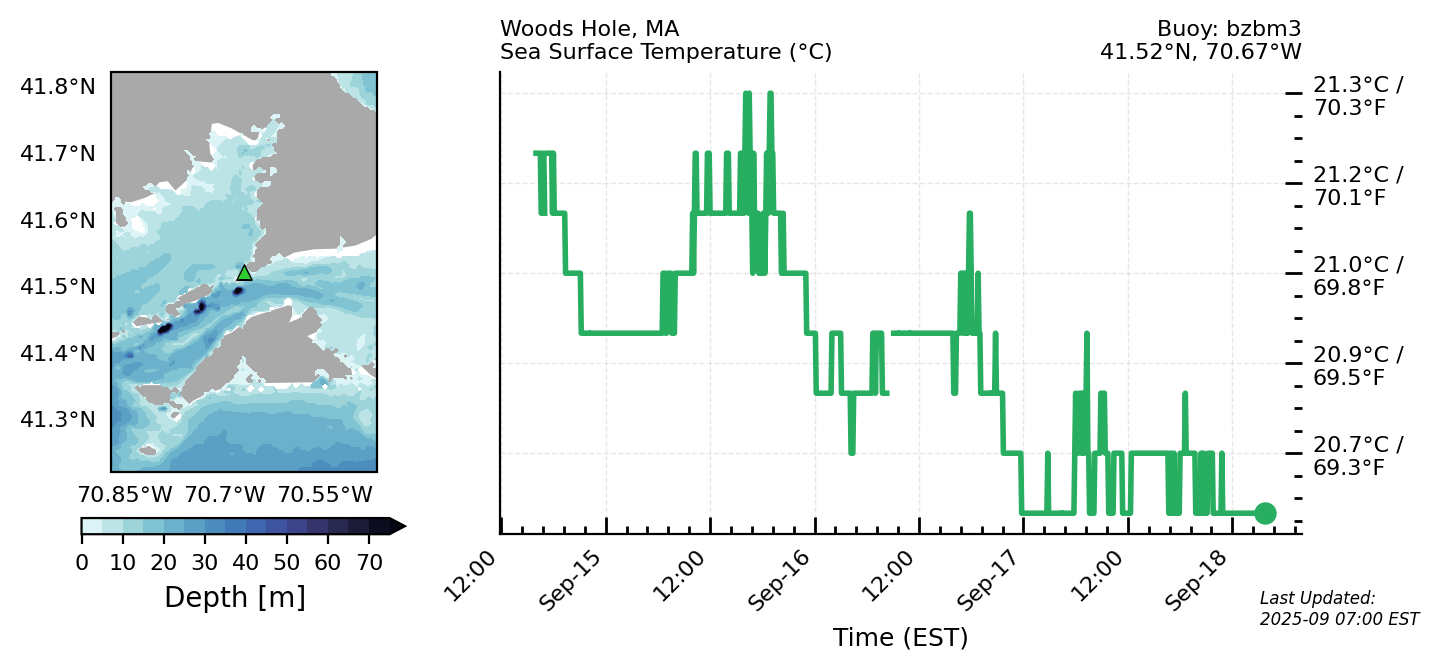 Woods Hole, MA
Sea Surface Temperature (°C)
Buoy: bzbm3
41.52°N, 70.67°W
41.8°N
41.7°N
41.6°N
41.5°N
41.4°N
41.3°N
70.85°W 70.7°W 70.55°W
0 10 20 30 40 50 60 70
Depth [m]
21.3°C /
70.3°F
21.2°C /
70.1°F
21.0°C /
69.8°F
20.9°C /
69.5°F
20.7°C /
69.3°F
12:00 Sep-15 12:00 Sep-16 12:00 Sep-17 12:00 Sep-18
Time (EST)
Last Updated:
2025-09 07:00 EST